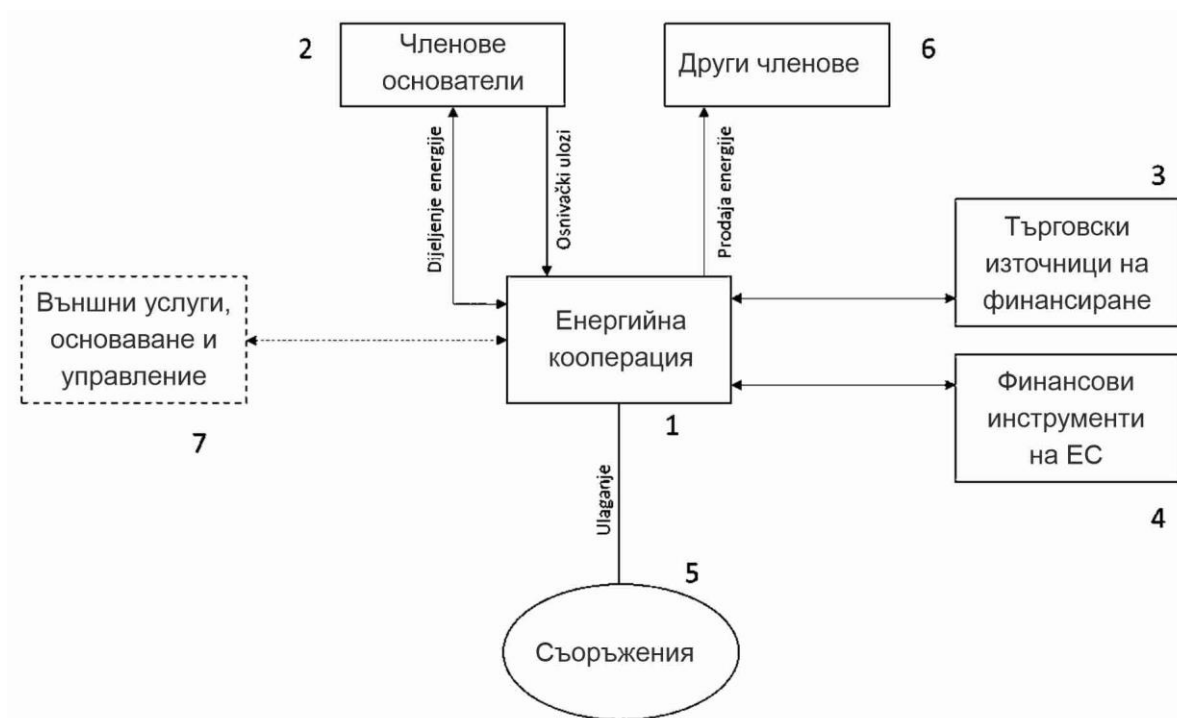 2
Членове
основатели
Други членове
6
Dijeljenje energije
Osnivački ulozi
Prodaja energije
3
Търговски
източници на
финансиране
Външни услуги,
основаване и
управление
7
Енергийна
кооперация
1
Финансови
инструменти
на ЕС
4
Ulaganje
5
Съоръжения